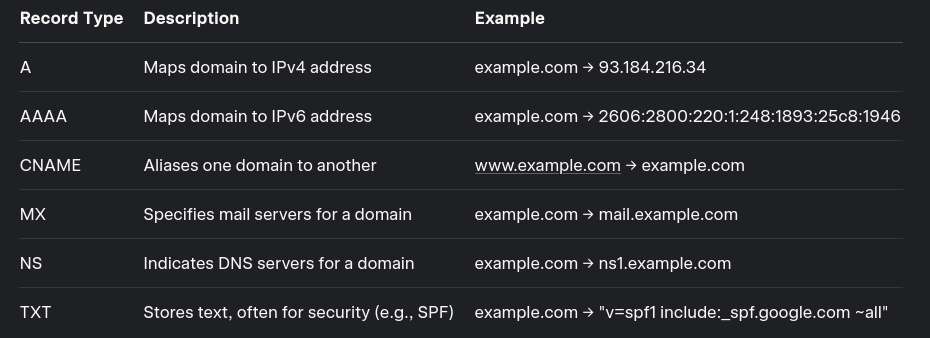 Record Type Description Example
A Maps domain to IPv4 address example.com → 93.184.216.34
AAAA Maps domain to IPv6 address example.com → 2606:2800:220:1:248:1893:25c8:1946
CNAME Aliases one domain to another www.example.com → example.com
MX Specifies mail servers for a domain example.com → mail.example.com
NS Indicates DNS servers for a domain example.com → ns1.example.com
TXT Stores text, often for security (e.g., SPF) example.com → "v=spf1 include:_spf.google.com ~all"